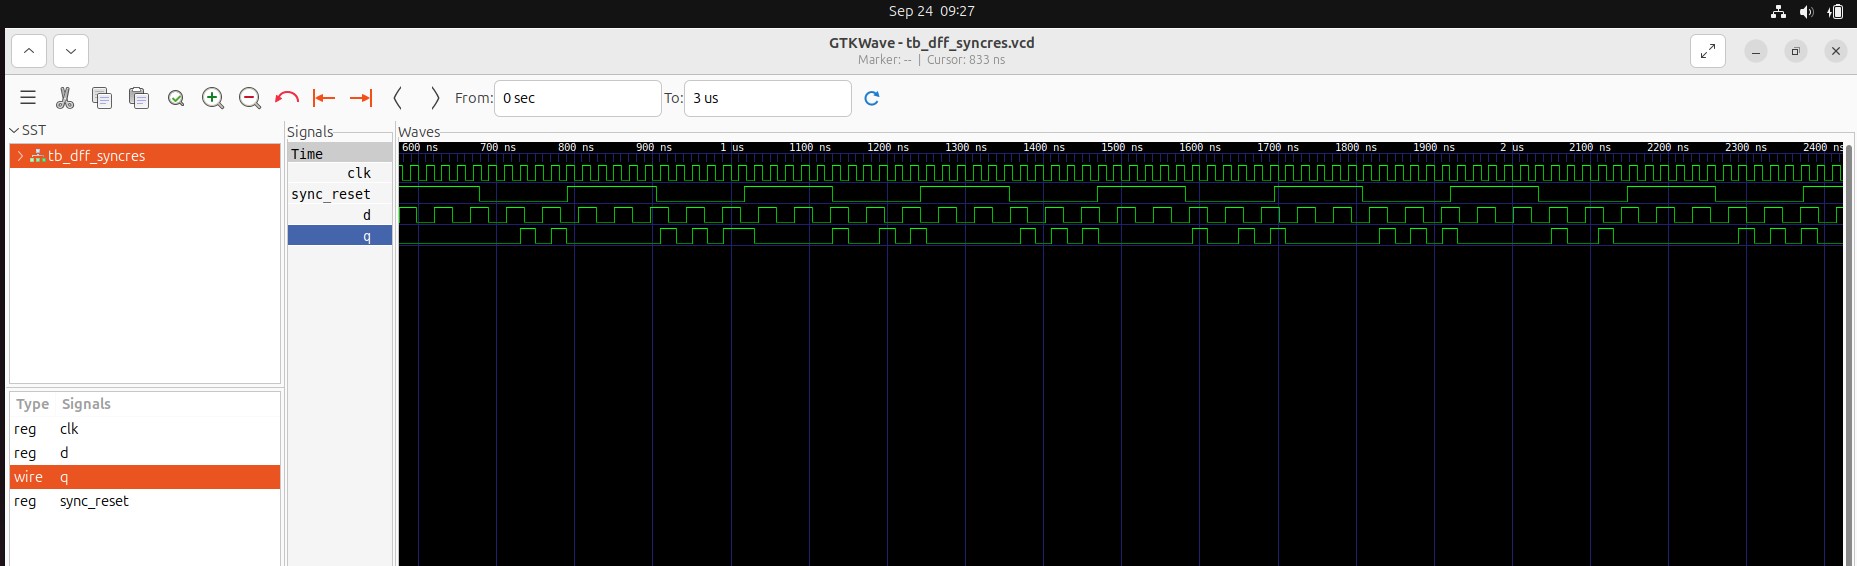 Sep 24 09:27
GTKWave - tb_dff_syncres.vcd
Marker: -- | Cursor: 833 ns
From: 0 sec To: 3 us
SST
tb_dff_syncres
Type Signals
reg clk
reg d
wire q
reg sync_reset
Signals
Time
clk
sync_reset
d
q
Waves
600 ns 700 ns 800 ns 900 ns 1 us 1100 ns 1200 ns 1300 ns 1400 ns 1500 ns 1600 ns 1700 ns 1800 ns 1900 ns 2 us 2100 ns 2200 ns 2300 ns 2400 ns